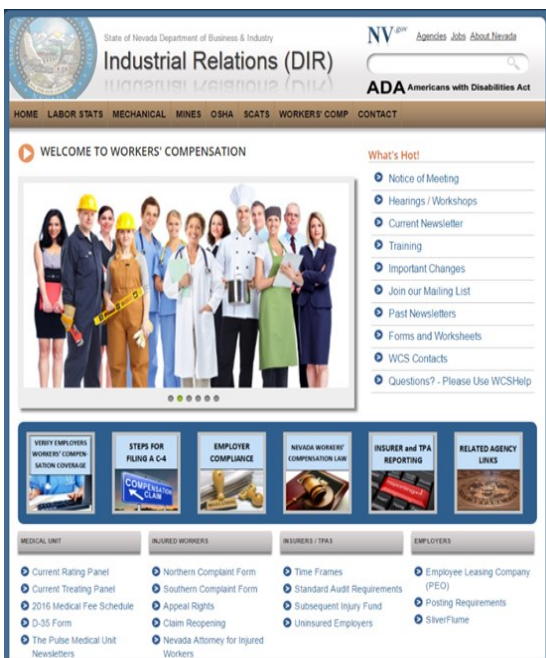 State of Nevada Department of Business & Industry
Industrial Relations (DIR)
NV.gov
Agencies Jobs About Nevada
ADA Americans with Disabilities Act
HOME LABOR STATS MECHANICAL MINES OSHA SCATS WORKERS' COMP CONTACT
WELCOME TO WORKERS' COMPENSATION
What's Hot!
Notice of Meeting
Hearings / Workshops
Current Newsletter
Training
Important Changes
Join our Mailing List
Past Newsletters
Forms and Worksheets
WCS Contacts
Questions? - Please Use WCSHelp
VERIFY EMPLOYERS
WORKERS' COMPEN-
SATION COVERAGE
STEPS FOR
FILING A C-4
COMPENSATION
CLAIM
EMPLOYER
COMPLIANCE
NEVADA WORKERS'
COMPENSATION LAW
INSURER and TPA
REPORTING
RELATED AGENCY
LINKS
MEDICAL UNIT
Current Rating Panel
Current Treating Panel
2016 Medical Fee Schedule
D-35 Form
The Pulse Medical Unit
Newsletters
INJURED WORKERS
Northern Complaint Form
Southern Complaint Form
Appeal Rights
Claim Reopening
Nevada Attorney for Injured
Workers
INSURERS / TPAS
Time Frames
Standard Audit Requirements
Subsequent Injury Fund
Uninsured Employers
EMPLOYERS
Employee Leasing Company
(PEO)
Posting Requirements
SilverFlume